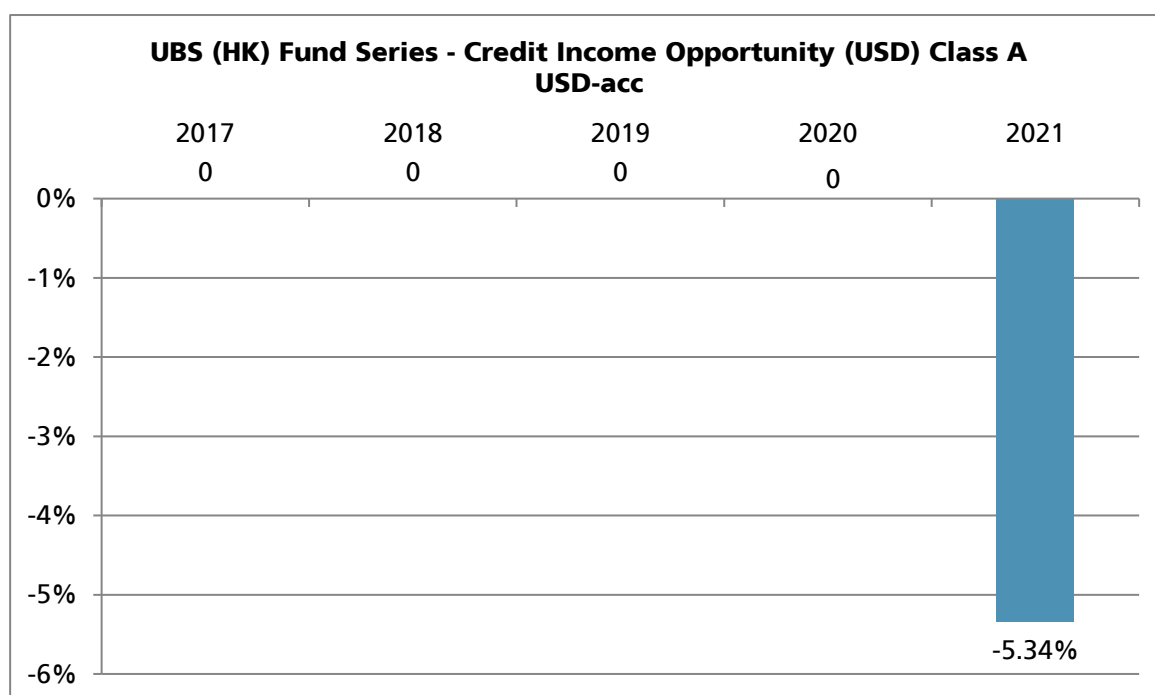 UBS (HK) Fund Series - Credit Income Opportunity (USD) Class A
USD-acc
2017 2018 2019 2020 2021
0 0 0 0
0%
-1%
-2%
-3%
-4%
-5%
-5.34%
-6%